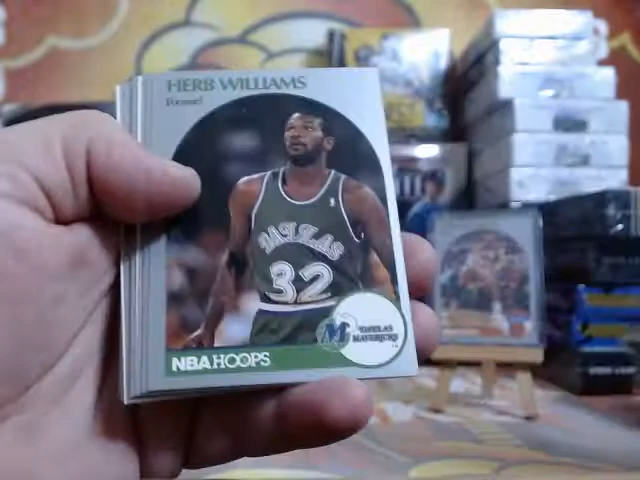 HERB WILLIAMS
Forward
DALLAS
32
M DALLAS
MAVERICKS
NBA HOOPS